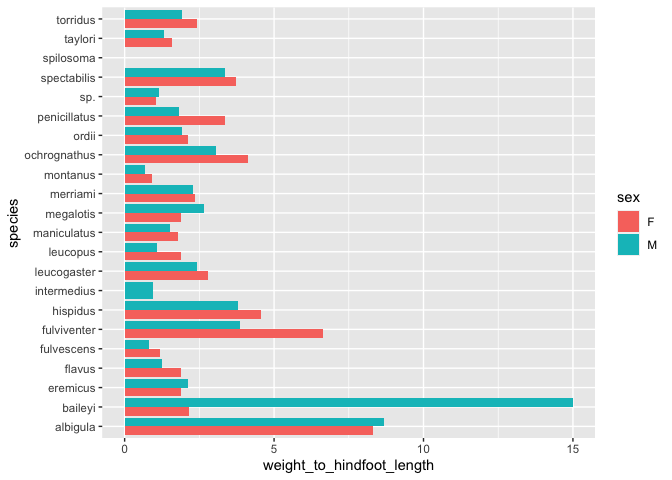 torridus
taylori
spilosoma
spectabilis
sp.
penicillatus
ordii
ochrognathus
montanus
merriami
megalotis
maniculatus
leucopus
leucogaster
intermedius
hispidus
fulviventer
fulvescens
flavus
eremicus
baileyi
albigula
species
0 5 10 15
weight_to_hindfoot_length
sex
F
M